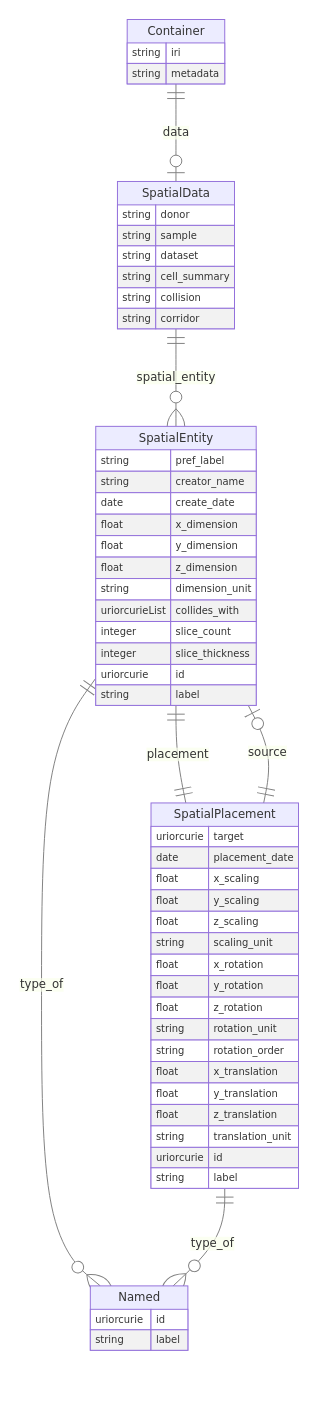 Container
string iri
string metadata
data
SpatialData
string donor
string sample
string dataset
string cell_summary
string collision
string corridor
spatial_entity
SpatialEntity
string pref_label
string creator_name
date create_date
float x_dimension
float y_dimension
float z_dimension
string dimension_unit
uriorcurieList collides_with
integer slice_count
integer slice_thickness
uriorcurie id
string label
placement
source
SpatialPlacement
uriorcurie target
date placement_date
float x_scaling
float y_scaling
float z_scaling
string scaling_unit
float x_rotation
float y_rotation
float z_rotation
string rotation_unit
string rotation_order
float x_translation
float y_translation
float z_translation
string translation_unit
uriorcurie id
string label
type_of
type_of
Named
uriorcurie id
string label